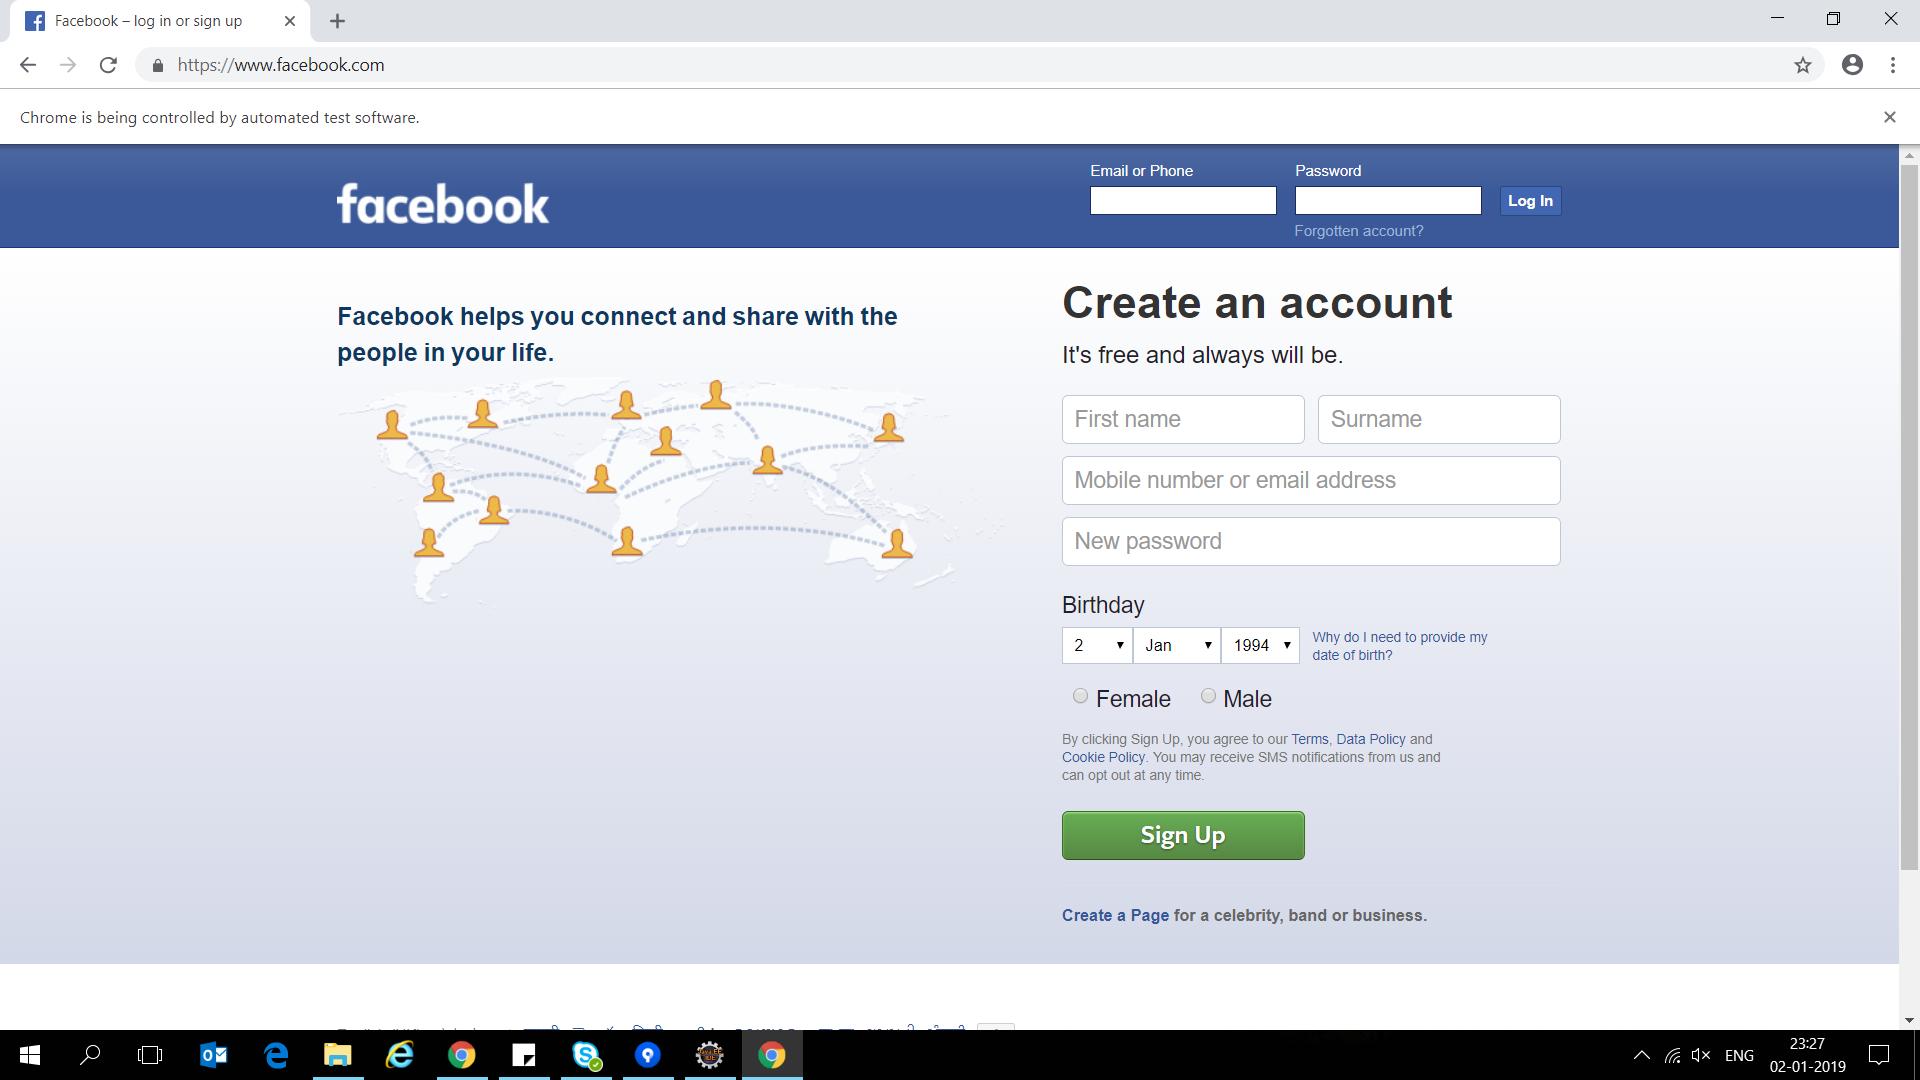 Facebook – log in or sign up
https://www.facebook.com
Chrome is being controlled by automated test software.
facebook
Email or Phone
Password
Log In
Forgotten account?
Facebook helps you connect and share with the
people in your life.
Create an account
It's free and always will be.
First name
Surname
Mobile number or email address
New password
Birthday
2 Jan 1994
Why do I need to provide my
date of birth?
Female Male
By clicking Sign Up, you agree to our Terms, Data Policy and
Cookie Policy. You may receive SMS notifications from us and
can opt out at any time.
Sign Up
Create a Page for a celebrity, band or business.
ENG
23:27
02-01-2019